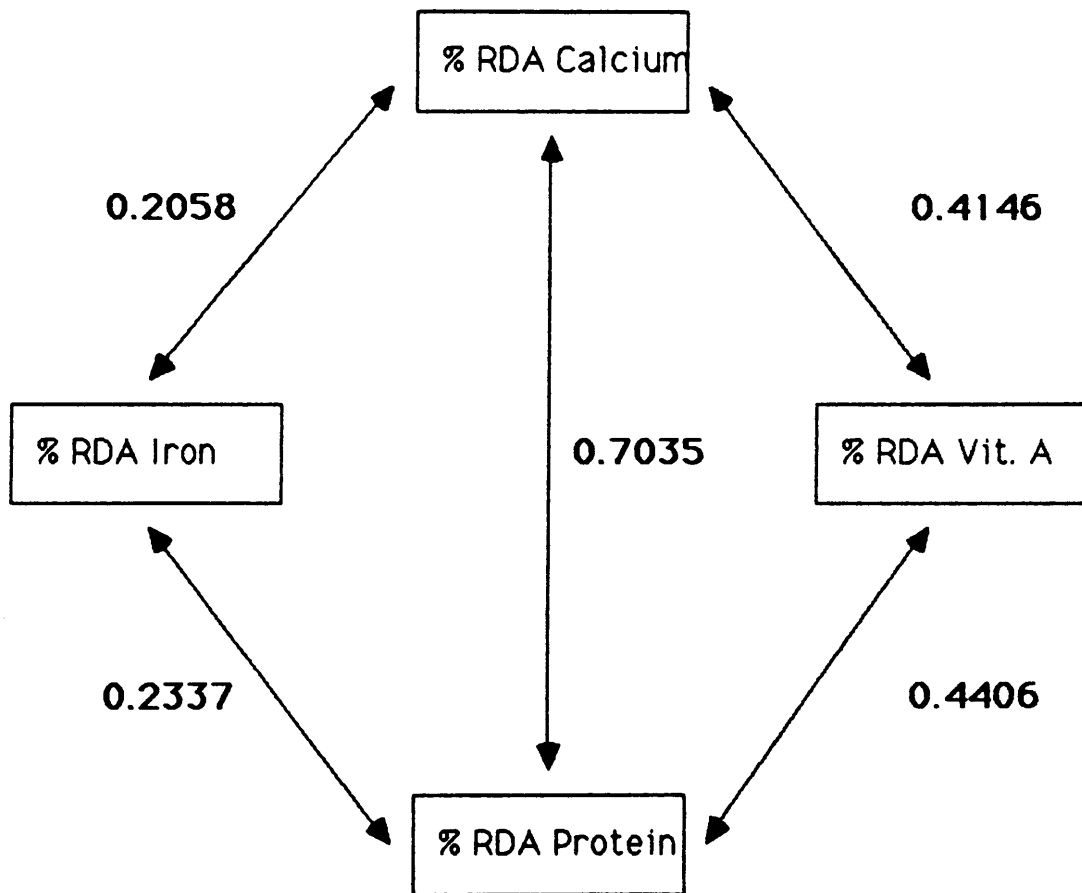 % RDA Calcium
0.2058
0.4146
% RDA Iron
0.7035
% RDA Vit. A
0.2337
0.4406
% RDA Protein